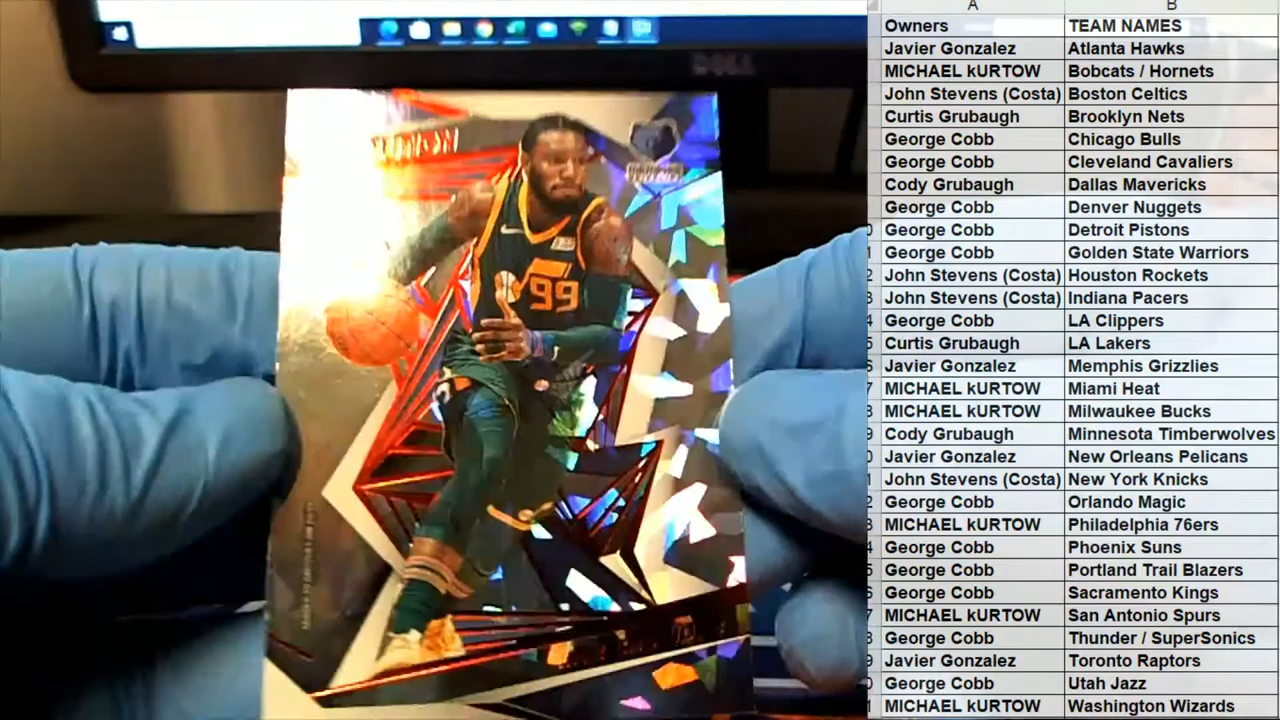 A B
Owners TEAM NAMES
Javier Gonzalez Atlanta Hawks
MICHAEL kURTOW Bobcats / Hornets
John Stevens (Costa) Boston Celtics
Curtis Grubaugh Brooklyn Nets
George Cobb Chicago Bulls
George Cobb Cleveland Cavaliers
Cody Grubaugh Dallas Mavericks
George Cobb Denver Nuggets
George Cobb Detroit Pistons
George Cobb Golden State Warriors
John Stevens (Costa) Houston Rockets
John Stevens (Costa) Indiana Pacers
George Cobb LA Clippers
Curtis Grubaugh LA Lakers
Javier Gonzalez Memphis Grizzlies
MICHAEL kURTOW Miami Heat
MICHAEL kURTOW Milwaukee Bucks
Cody Grubaugh Minnesota Timberwolves
Javier Gonzalez New Orleans Pelicans
John Stevens (Costa) New York Knicks
George Cobb Orlando Magic
MICHAEL kURTOW Philadelphia 76ers
George Cobb Phoenix Suns
George Cobb Portland Trail Blazers
George Cobb Sacramento Kings
MICHAEL kURTOW San Antonio Spurs
George Cobb Thunder / SuperSonics
Javier Gonzalez Toronto Raptors
George Cobb Utah Jazz
MICHAEL kURTOW Washington Wizards
DELL
99